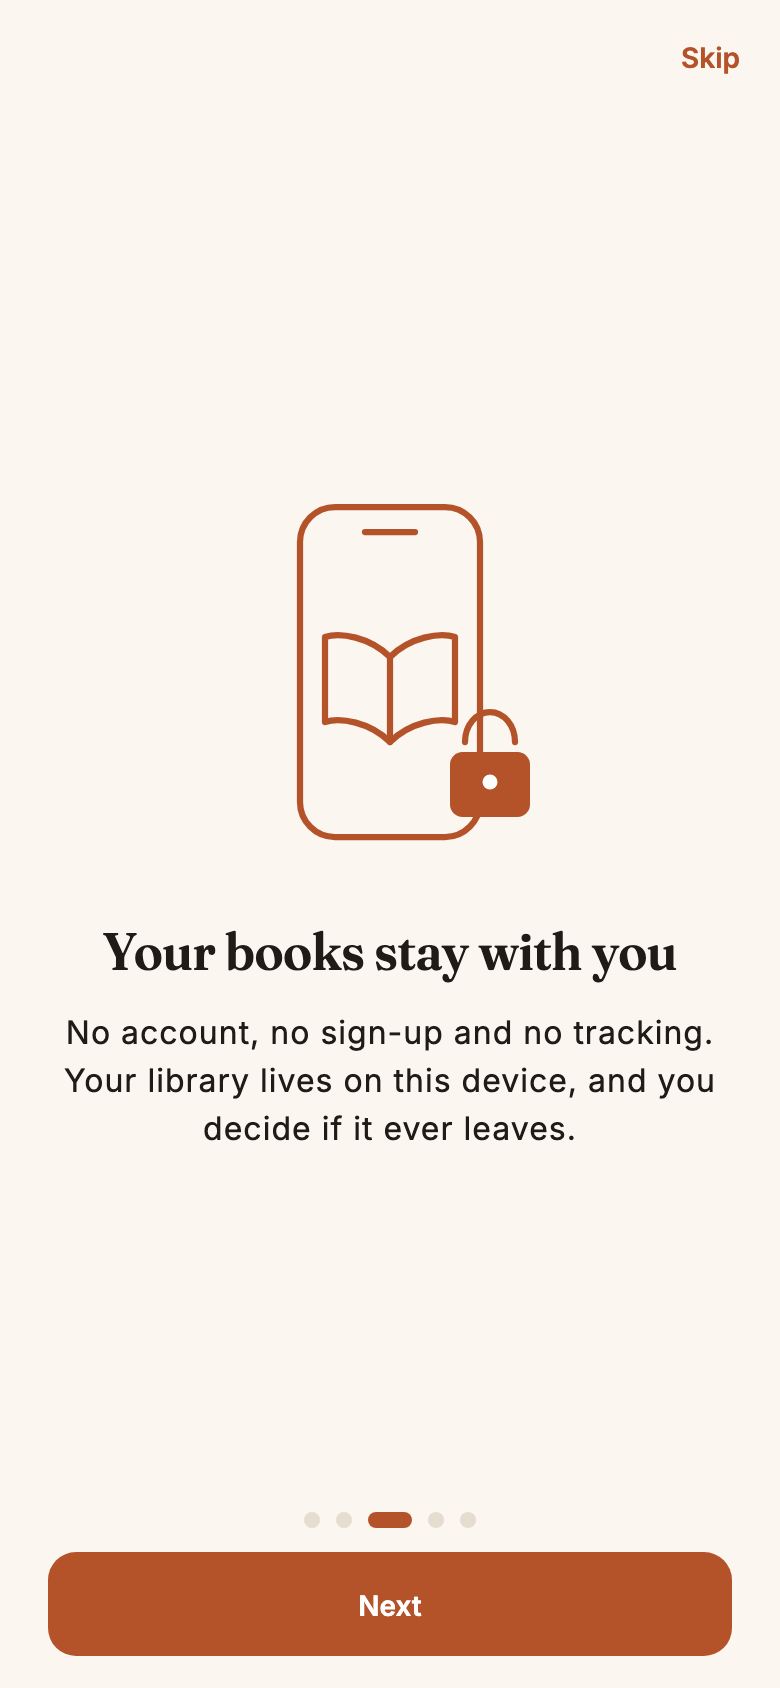 Skip
Your books stay with you
No account, no sign-up and no tracking.
Your library lives on this device, and you
decide if it ever leaves.
Next